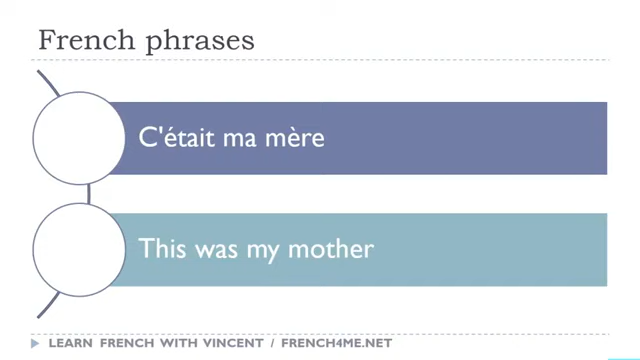 French phrases
C'était ma mère
This was my mother
LEARN FRENCH WITH VINCENT / FRENCH4ME.NET